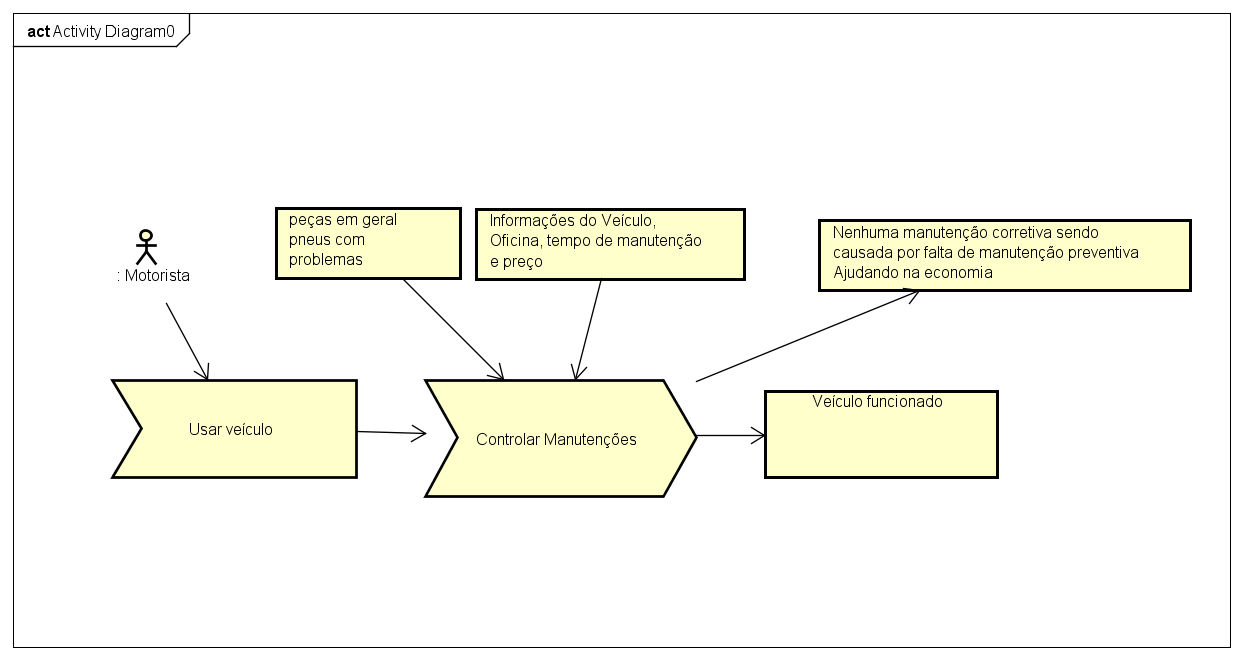 act Activity Diagram0
: Motorista
peças em geral
pneus com
problemas
Informações do Veículo,
Oficina, tempo de manutenção
e preço
Nenhuma manutenção corretiva sendo
causada por falta de manutenção preventiva
Ajudando na economia
Usar veículo
Controlar Manutenções
Veículo funcionado